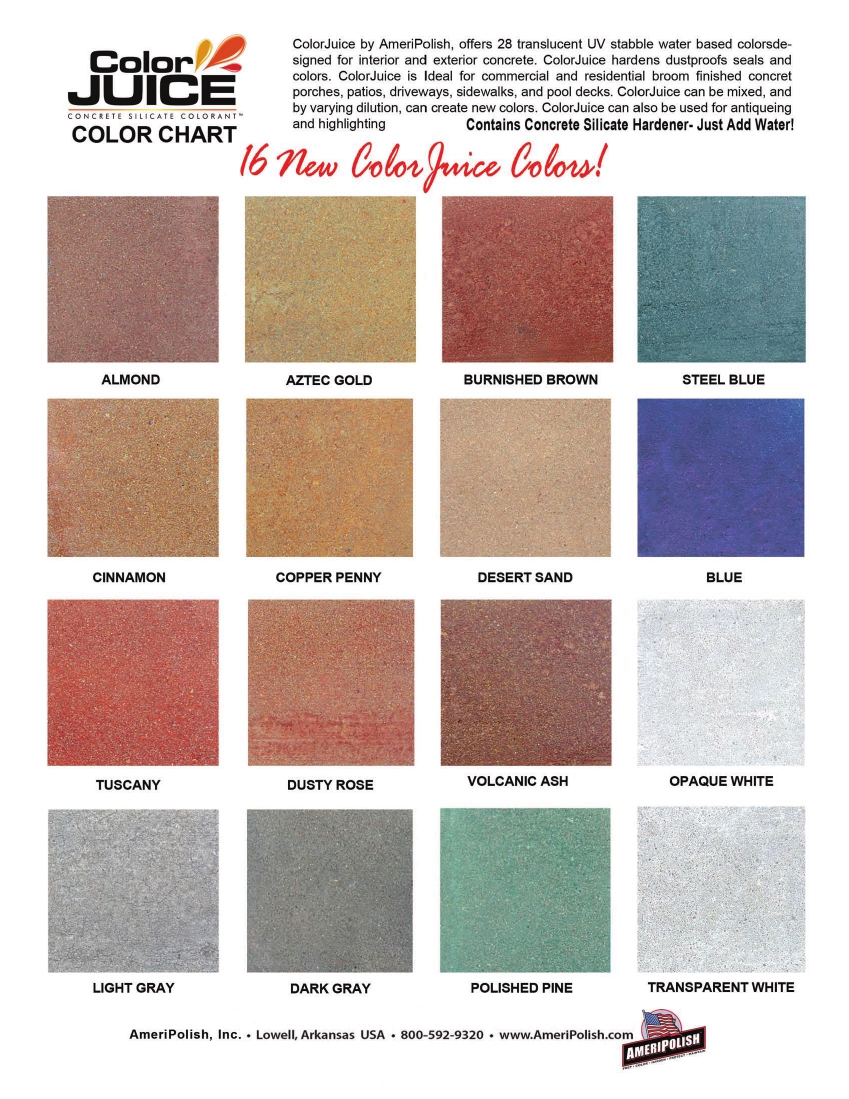 Color
JUICE
CONCRETE SILICATE COLORANT™
COLOR CHART
ColorJuice by AmeriPolish, offers 28 translucent UV stabble water based colorsde-
signed for interior and exterior concrete. ColorJuice hardens dustproofs seals and
colors. ColorJuice is Ideal for commercial and residential broom finished concret
porches, patios, driveways, sidewalks, and pool decks. ColorJuice can be mixed, and
by varying dilution, can create new colors. ColorJuice can also be used for antiqueing
and highlighting Contains Concrete Silicate Hardener- Just Add Water!
16 New ColorJuice Colors!
ALMOND AZTEC GOLD BURNISHED BROWN STEEL BLUE
CINNAMON COPPER PENNY DESERT SAND BLUE
TUSCANY DUSTY ROSE VOLCANIC ASH OPAQUE WHITE
LIGHT GRAY DARK GRAY POLISHED PINE TRANSPARENT WHITE
AmeriPolish, Inc. • Lowell, Arkansas USA • 800-592-9320 • www.AmeriPolish.com
AMERIPOLISH